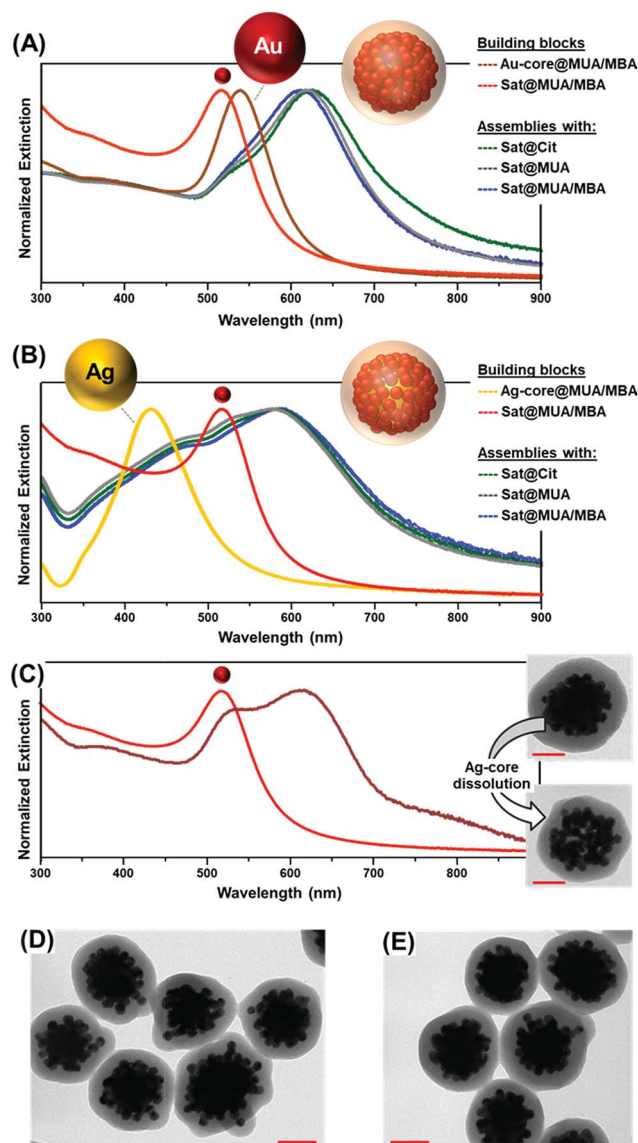 (A)
Au
Building blocks
Au-core@MUA/MBA
Sat@MUA/MBA
Assemblies with:
Sat@Cit
Sat@MUA
Sat@MUA/MBA
Normalized Extinction
300 400 500 600 700 800 900
Wavelength (nm)
(B)
Ag
Building blocks
Ag-core@MUA/MBA
Sat@MUA/MBA
Assemblies with:
Sat@Cit
Sat@MUA
Sat@MUA/MBA
Normalized Extinction
300 400 500 600 700 800 900
Wavelength (nm)
(C)
Normalized Extinction
Ag-core
dissolution
300 400 500 600 700 800
Wavelength (nm)
(D)
(E)